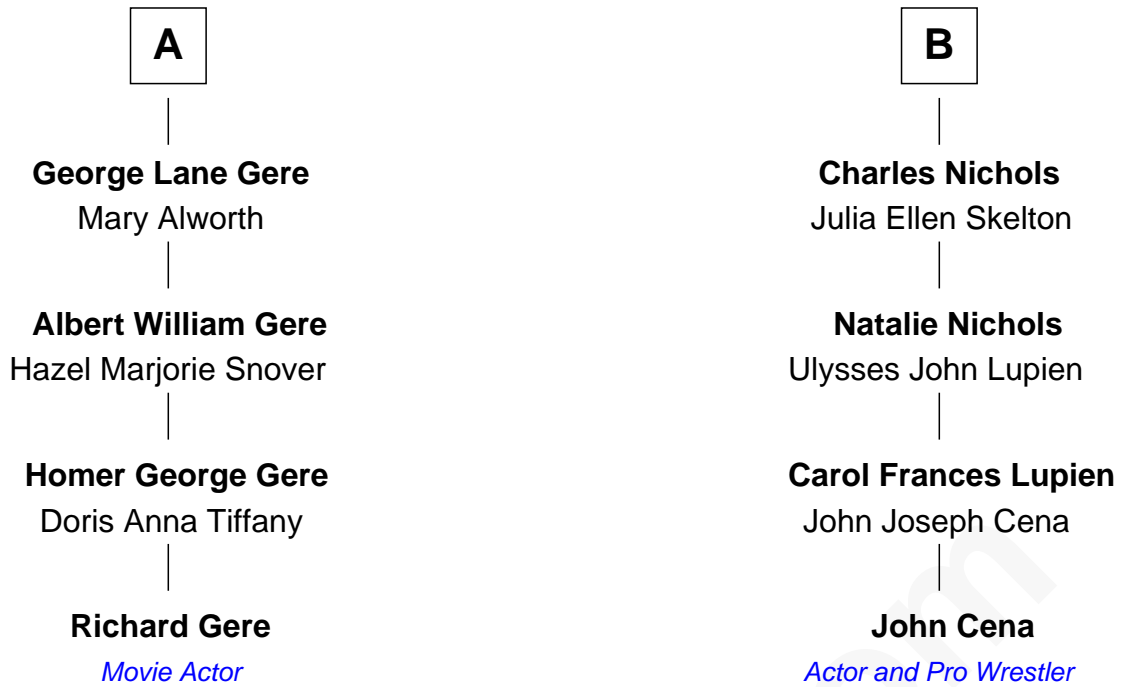 A
George Lane Gere
Mary Alworth
Albert William Gere
Hazel Marjorie Snover
Homer George Gere
Doris Anna Tiffany
Richard Gere
Movie Actor
B
Charles Nichols
Julia Ellen Skelton
Natalie Nichols
Ulysses John Lupien
Carol Frances Lupien
John Joseph Cena
John Cena
Actor and Pro Wrestler